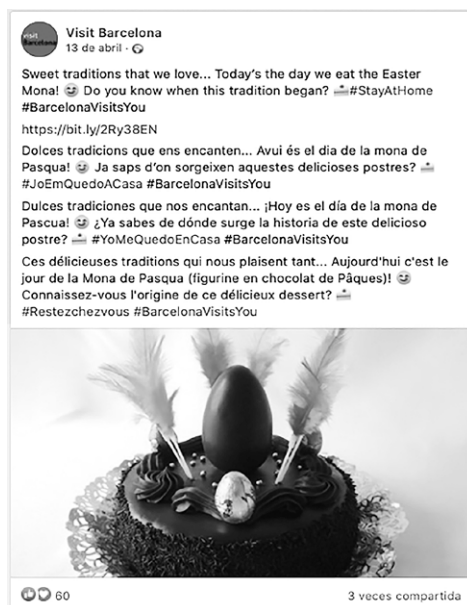 visit
Barcelona
Visit Barcelona
13 de abril ·
Sweet traditions that we love... Today's the day we eat the Easter
Mona! 😉 Do you know when this tradition began? 🍰#StayAtHome
#BarcelonaVisitsYou
https://bit.ly/2Ry38EN
Dolces tradicions que ens encanten... Avui és el dia de la mona de
Pasqua! 😉 Ja saps d'on sorgeixen aquestes delicioses postres? 🍰
#JoEmQuedoACasa #BarcelonaVisitsYou
Dulces tradiciones que nos encantan... ¡Hoy es el día de la mona de
Pascua! 😉 ¿Ya sabes de dónde surge la historia de este delicioso
postre? 🍰 #YoMeQuedoEnCasa #BarcelonaVisitsYou
Ces délicieuses traditions qui nous plaisent tant... Aujourd'hui c'est le
jour de la Mona de Pasqua (figurine en chocolat de Pâques)! 😉
Connaissez-vous l'origine de ce délicieux dessert? 🍰
#Restezchezvous #BarcelonaVisitsYou
60
3 veces compartida